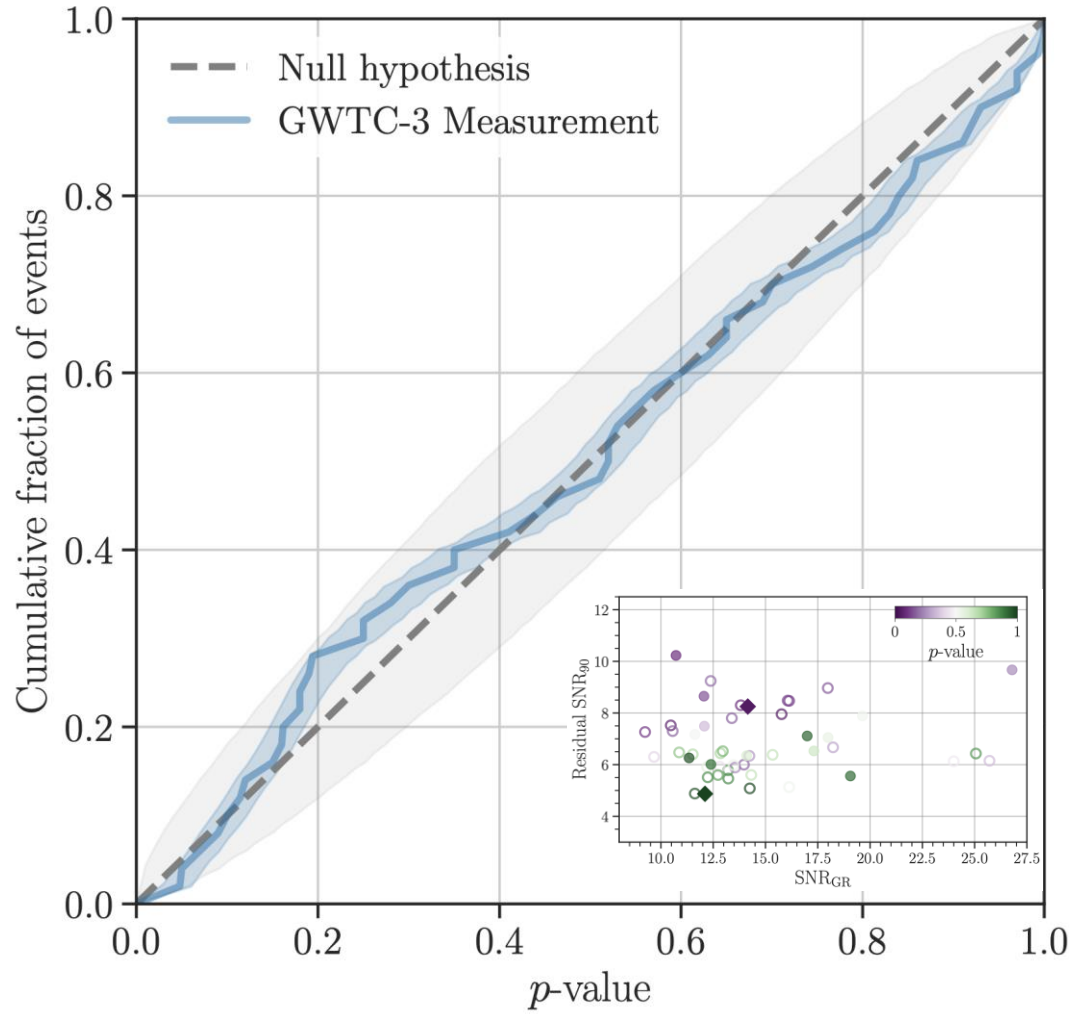 1.0
0.8
0.6
0.4
0.2
0.0
Cumulative fraction of events
Null hypothesis
GWTC-3 Measurement
12
10
8
6
4
Residual SNR90
0 0.5 1
p-value
10.0 12.5 15.0 17.5 20.0 22.5 25.0 27.5
SNRGR
0.0 0.2 0.4 0.6 0.8 1.0
p-value